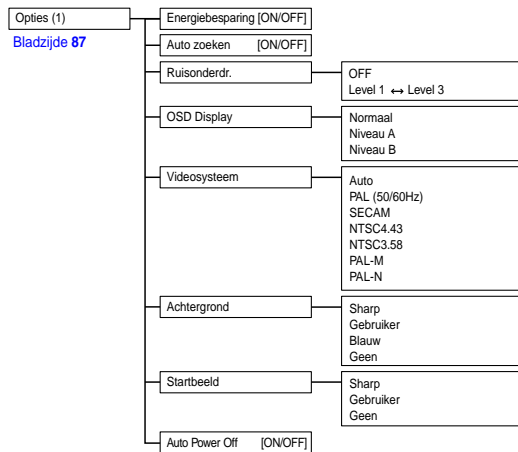 Opties (1)
Bladzijde 87
Energiebesparing [ON/OFF]
Auto zoeken [ON/OFF]
Ruisonderdr.
OFF
Level 1 ↔ Level 3
OSD Display
Normaal
Niveau A
Niveau B
Videosysteem
Auto
PAL (50/60Hz)
SECAM
NTSC4.43
NTSC3.58
PAL-M
PAL-N
Achtergrond
Sharp
Gebruiker
Blauw
Geen
Startbeeld
Sharp
Gebruiker
Geen
Auto Power Off [ON/OFF]